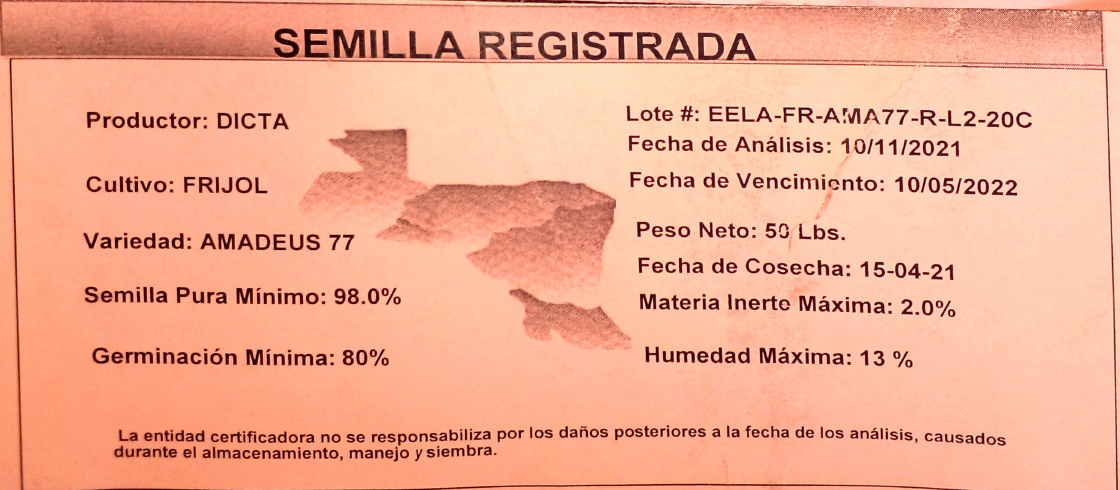 SEMILLA REGISTRADA
Productor: DICTA
Cultivo: FRIJOL
Variedad: AMADEUS 77
Semilla Pura Mínimo: 98.0%
Germinación Mínima: 80%
Lote #: EELA-FR-AMA77-R-L2-20C
Fecha de Análisis: 10/11/2021
Fecha de Vencimiento: 10/05/2022
Peso Neto: 50 Lbs.
Fecha de Cosecha: 15-04-21
Materia Inerte Máxima: 2.0%
Humedad Máxima: 13 %
La entidad certificadora no se responsabiliza por los daños posteriores a la fecha de los análisis, causados
durante el almacenamiento, manejo y siembra.